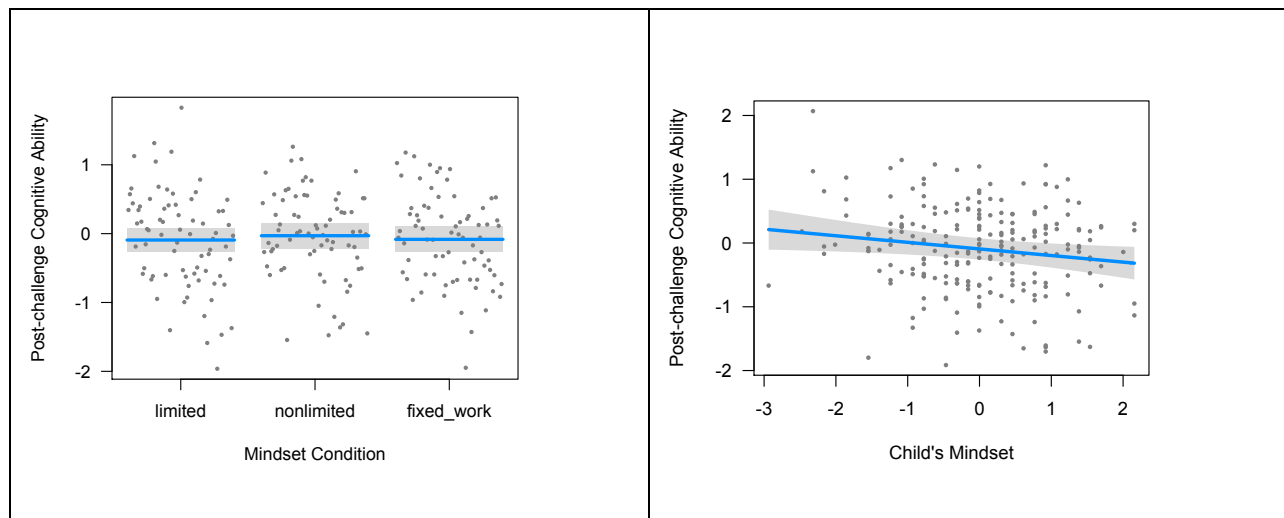 Post-challenge Cognitive Ability
1
0
-1
-2
limited nonlimited fixed_work
Mindset Condition
Post-challenge Cognitive Ability
2
1
0
-1
-2
-3 -2 -1 0 1 2
Child's Mindset